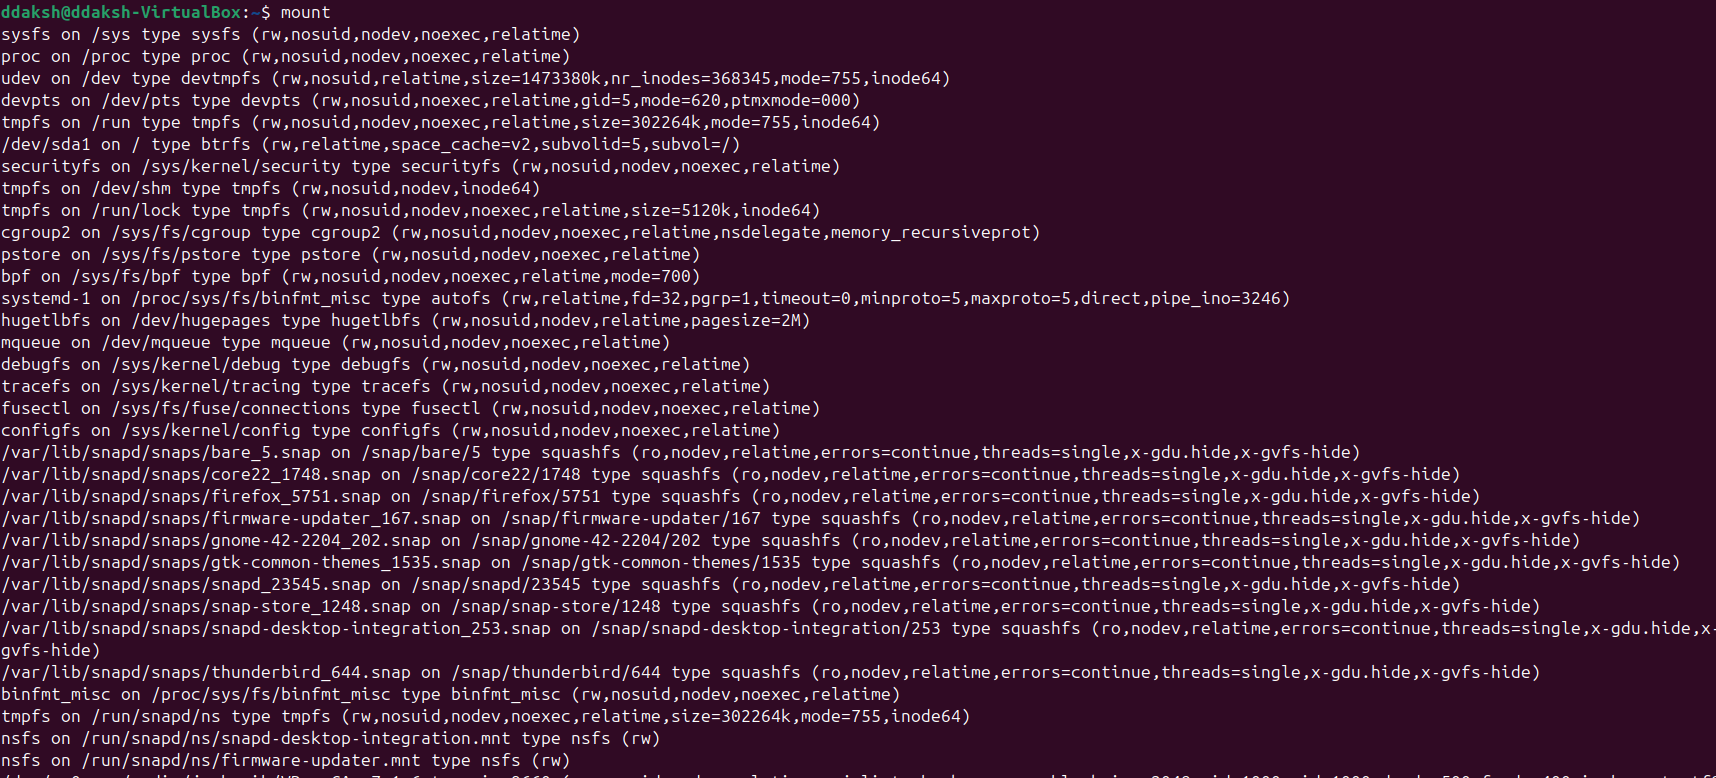 ddaksh@ddaksh-VirtualBox:~$ mount
sysfs on /sys type sysfs (rw,nosuid,nodev,noexec,relatime)
proc on /proc type proc (rw,nosuid,nodev,noexec,relatime)
udev on /dev type devtmpfs (rw,nosuid,relatime,size=1473380k,nr_inodes=368345,mode=755,inode64)
devpts on /dev/pts type devpts (rw,nosuid,noexec,relatime,gid=5,mode=620,ptmxmode=000)
tmpfs on /run type tmpfs (rw,nosuid,nodev,noexec,relatime,size=302264k,mode=755,inode64)
/dev/sda1 on / type btrfs (rw,relatime,space_cache=v2,subvolid=5,subvol=/)
securityfs on /sys/kernel/security type securityfs (rw,nosuid,nodev,noexec,relatime)
tmpfs on /dev/shm type tmpfs (rw,nosuid,nodev,inode64)
tmpfs on /run/lock type tmpfs (rw,nosuid,nodev,noexec,relatime,size=5120k,inode64)
cgroup2 on /sys/fs/cgroup type cgroup2 (rw,nosuid,nodev,noexec,relatime,nsdelegate,memory_recursiveprot)
pstore on /sys/fs/pstore type pstore (rw,nosuid,nodev,noexec,relatime)
bpf on /sys/fs/bpf type bpf (rw,nosuid,nodev,noexec,relatime,mode=700)
systemd-1 on /proc/sys/fs/binfmt_misc type autofs (rw,relatime,fd=32,pgrp=1,timeout=0,minproto=5,maxproto=5,direct,pipe_ino=3246)
hugetlbfs on /dev/hugepages type hugetlbfs (rw,nosuid,nodev,relatime,pagesize=2M)
mqueue on /dev/mqueue type mqueue (rw,nosuid,nodev,noexec,relatime)
debugfs on /sys/kernel/debug type debugfs (rw,nosuid,nodev,noexec,relatime)
tracefs on /sys/kernel/tracing type tracefs (rw,nosuid,nodev,noexec,relatime)
fusectl on /sys/fs/fuse/connections type fusectl (rw,nosuid,nodev,noexec,relatime)
configfs on /sys/kernel/config type configfs (rw,nosuid,nodev,noexec,relatime)
/var/lib/snapd/snaps/bare_5.snap on /snap/bare/5 type squashfs (ro,nodev,relatime,errors=continue,threads=single,x-gdu.hide,x-gvfs-hide)
/var/lib/snapd/snaps/core22_1748.snap on /snap/core22/1748 type squashfs (ro,nodev,relatime,errors=continue,threads=single,x-gdu.hide,x-gvfs-hide)
/var/lib/snapd/snaps/firefox_5751.snap on /snap/firefox/5751 type squashfs (ro,nodev,relatime,errors=continue,threads=single,x-gdu.hide,x-gvfs-hide)
/var/lib/snapd/snaps/firmware-updater_167.snap on /snap/firmware-updater/167 type squashfs (ro,nodev,relatime,errors=continue,threads=single,x-gdu.hide,x-gvfs-hide)
/var/lib/snapd/snaps/gnome-42-2204_202.snap on /snap/gnome-42-2204/202 type squashfs (ro,nodev,relatime,errors=continue,threads=single,x-gdu.hide,x-gvfs-hide)
/var/lib/snapd/snaps/gtk-common-themes_1535.snap on /snap/gtk-common-themes/1535 type squashfs (ro,nodev,relatime,errors=continue,threads=single,x-gdu.hide,x-gvfs-hide)
/var/lib/snapd/snaps/snapd_23545.snap on /snap/snapd/23545 type squashfs (ro,nodev,relatime,errors=continue,threads=single,x-gdu.hide,x-gvfs-hide)
/var/lib/snapd/snaps/snap-store_1248.snap on /snap/snap-store/1248 type squashfs (ro,nodev,relatime,errors=continue,threads=single,x-gdu.hide,x-gvfs-hide)
/var/lib/snapd/snaps/snapd-desktop-integration_253.snap on /snap/snapd-desktop-integration/253 type squashfs (ro,nodev,relatime,errors=continue,threads=single,x-gdu.hide,x-
gvfs-hide)
/var/lib/snapd/snaps/thunderbird_644.snap on /snap/thunderbird/644 type squashfs (ro,nodev,relatime,errors=continue,threads=single,x-gdu.hide,x-gvfs-hide)
binfmt_misc on /proc/sys/fs/binfmt_misc type binfmt_misc (rw,nosuid,nodev,noexec,relatime)
tmpfs on /run/snapd/ns type tmpfs (rw,nosuid,nodev,noexec,relatime,size=302264k,mode=755,inode64)
nsfs on /run/snapd/ns/snapd-desktop-integration.mnt type nsfs (rw)
nsfs on /run/snapd/ns/firmware-updater.mnt type nsfs (rw)